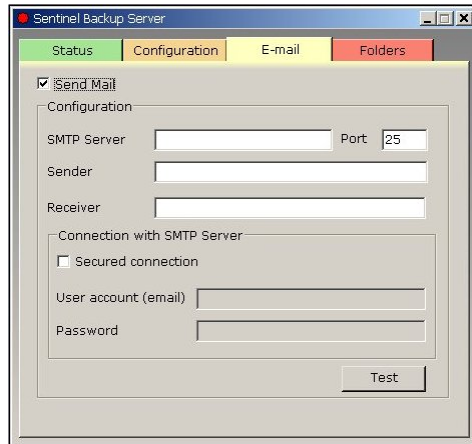 Sentinel Backup Server
Status Configuration E-mail Folders
Send Mail
Configuration
SMTP Server Port 25
Sender
Receiver
Connection with SMTP Server
Secured connection
User account (email)
Password
Test